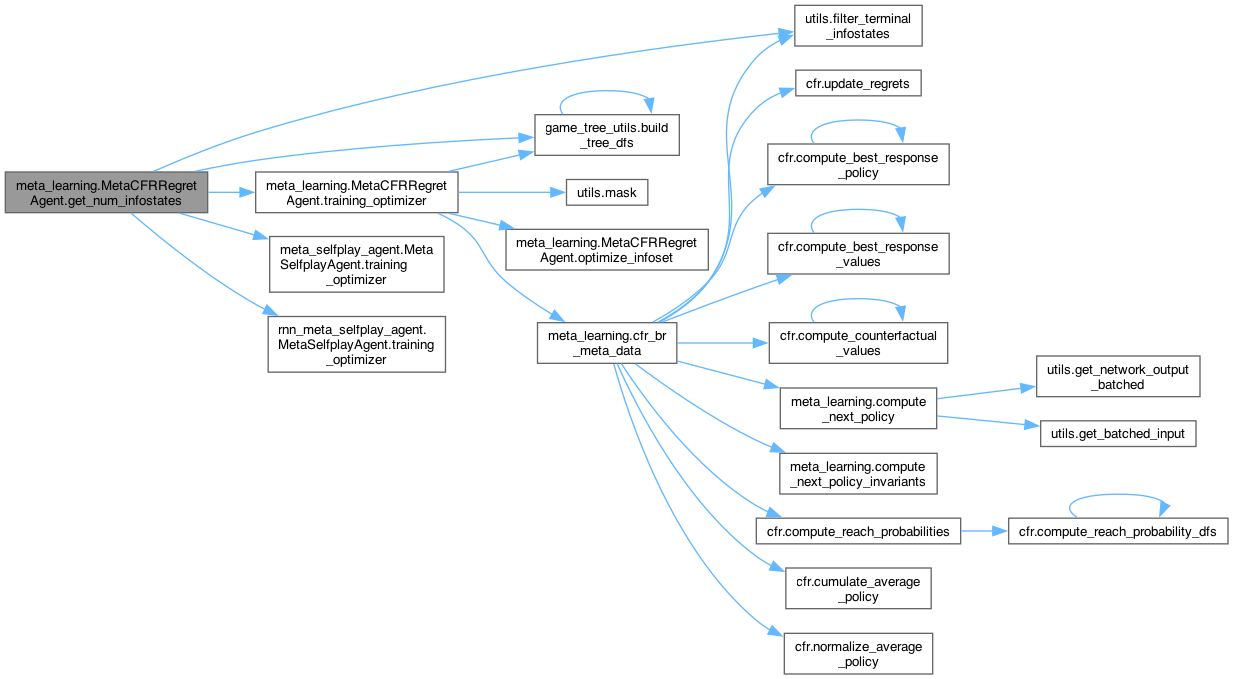 meta_learning.MetaCFRRegret
Agent.get_num_infostates
meta_learning.MetaCFRRegret
Agent.training_optimizer
meta_selfplay_agent.Meta
SelfplayAgent.training
_optimizer
rnn_meta_selfplay_agent.
MetaSelfplayAgent.training
_optimizer
game_tree_utils.build
_tree_dfs
utils.mask
meta_learning.MetaCFRRegret
Agent.optimize_infoset
meta_learning.cfr_br
_meta_data
utils.filter_terminal
_infostates
cfr.update_regrets
cfr.compute_best_response
_policy
cfr.compute_best_response
_values
cfr.compute_counterfactual
_values
meta_learning.compute
_next_policy
meta_learning.compute
_next_policy_invariants
cfr.compute_reach_probabilities
cfr.cumulate_average
_policy
cfr.normalize_average
_policy
utils.get_network_output
_batched
utils.get_batched_input
cfr.compute_reach_probability_dfs